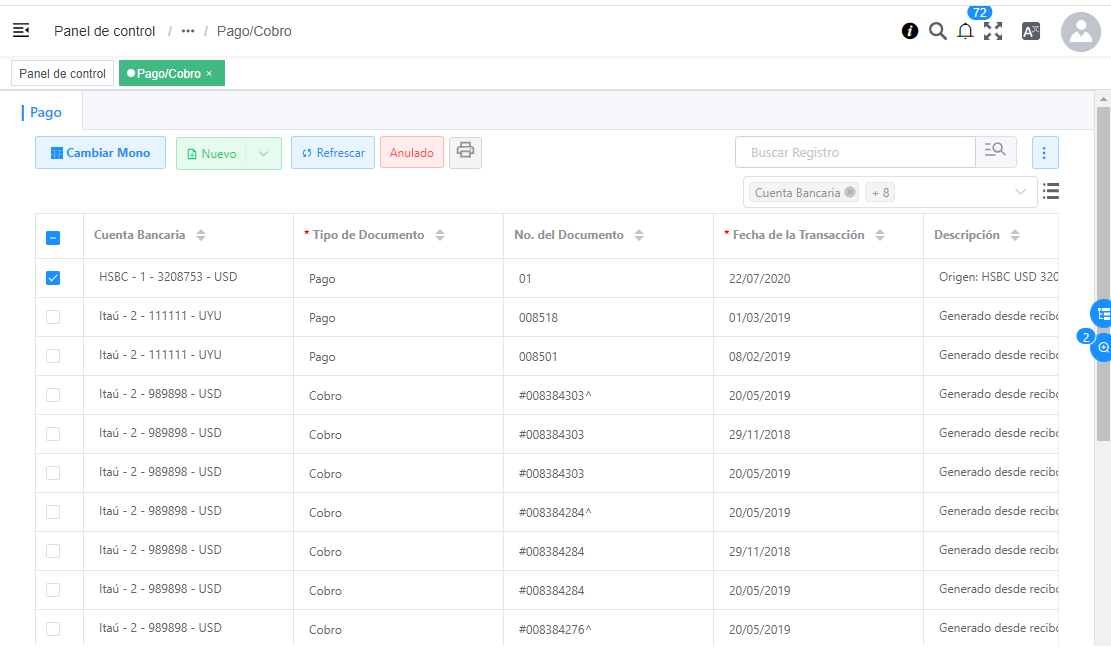 72
Panel de control / ••• / Pago/Cobro
Panel de control
Pago/Cobro ×
Pago
Cambiar Mono
Nuevo
Refrescar
Anulado
Buscar Registro
Cuenta Bancaria
+ 8
Cuenta Bancaria * Tipo de Documento No. del Documento * Fecha de la Transacción Descripción
HSBC - 1 - 3208753 - USD Pago 01 22/07/2020 Origen: HSBC USD 320
Itaú - 2 - 111111 - UYU Pago 008518 01/03/2019 Generado desde recibo
Itaú - 2 - 111111 - UYU Pago 008501 08/02/2019 Generado desde recibo
Itaú - 2 - 989898 - USD Cobro #008384303^ 20/05/2019 Generado desde recibo
Itaú - 2 - 989898 - USD Cobro #008384303 29/11/2018 Generado desde recibo
Itaú - 2 - 989898 - USD Cobro #008384303 20/05/2019 Generado desde recibo
Itaú - 2 - 989898 - USD Cobro #008384284^ 20/05/2019 Generado desde recibo
Itaú - 2 - 989898 - USD Cobro #008384284 29/11/2018 Generado desde recibo
Itaú - 2 - 989898 - USD Cobro #008384284 20/05/2019 Generado desde recibo
Itaú - 2 - 989898 - USD Cobro #008384276^ 20/05/2019 Generado desde recibo
2